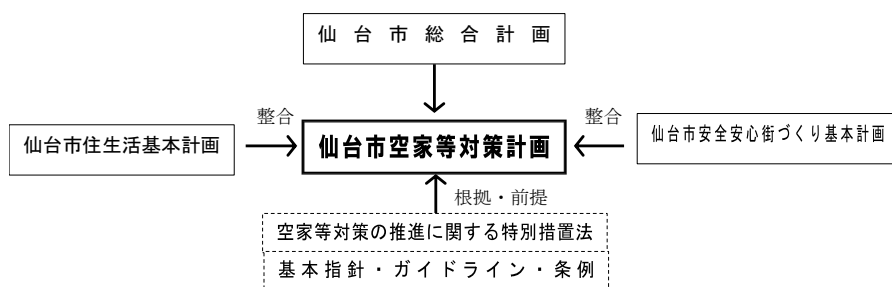 仙台市総合計画
整合
整合
仙台市住生活基本計画
仙台市空家等対策計画
仙台市安全安心街づくり基本計画
根拠・前提
空家等対策の推進に関する特別措置法
基本指針・ガイドライン・条例